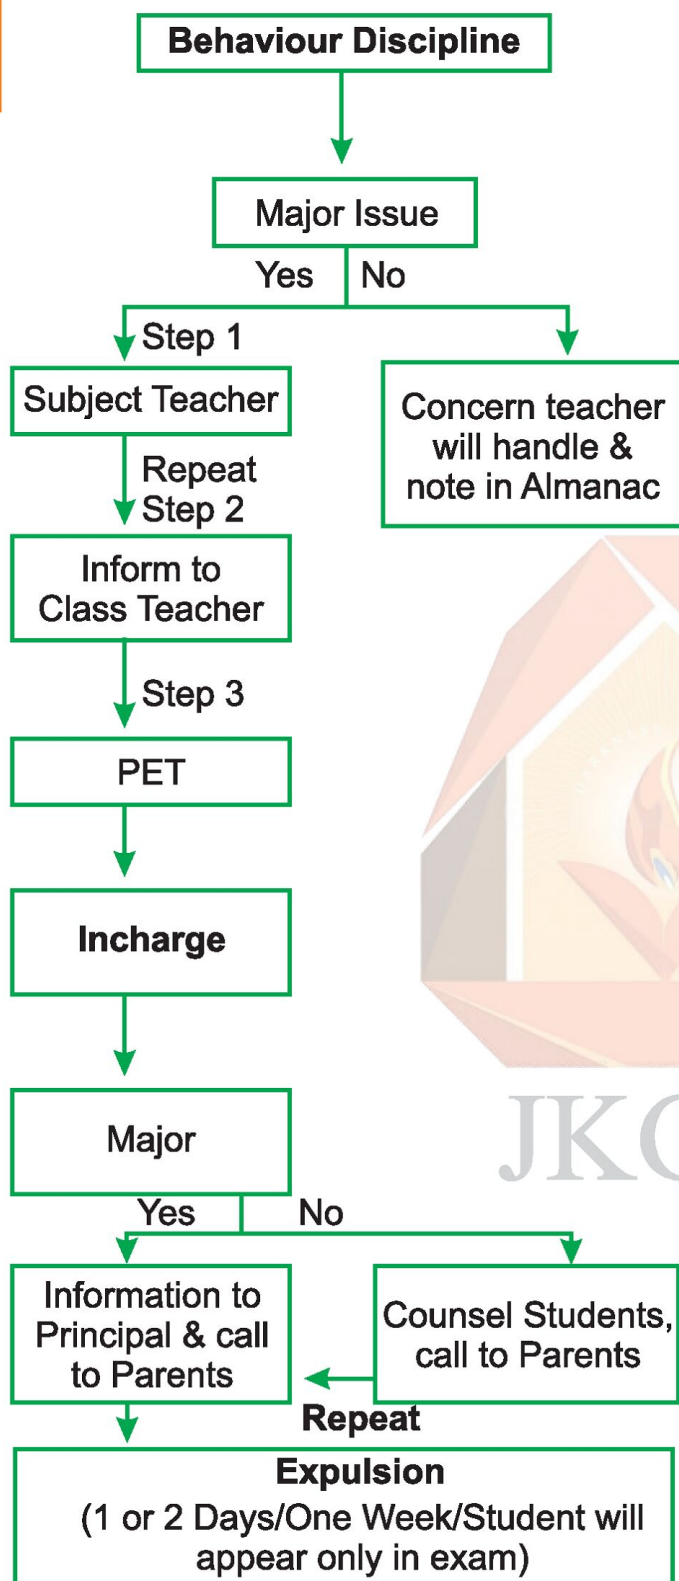 Behaviour Discipline
Major Issue
Yes No
Step 1
Subject Teacher
Concern teacher
will handle &
note in Almanac
Repeat
Step 2
Inform to
Class Teacher
Step 3
PET
Incharge
Major
Yes No
Information to
Principal & call
to Parents
Counsel Students,
call to Parents
Repeat
Expulsion
(1 or 2 Days/One Week/Student will
appear only in exam)